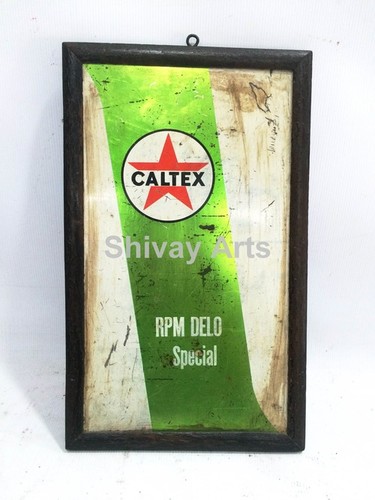 CALTEX
Shivay Arts
RPM DELO
Special